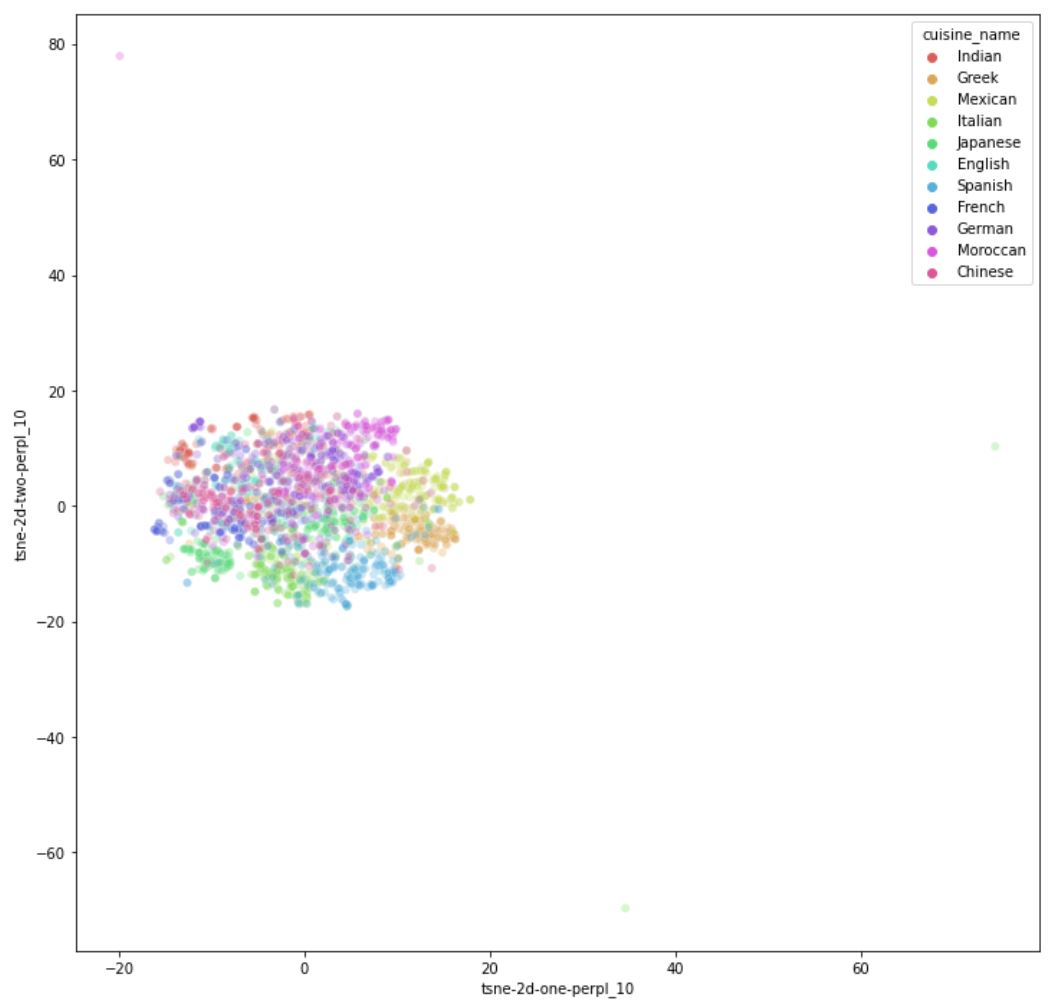 cuisine_name
Indian
Greek
Mexican
Italian
Japanese
English
Spanish
French
German
Moroccan
Chinese
80
60
40
20
0
−20
−40
−60
tsne-2d-two-perpl_10
−20 0 20 40 60
tsne-2d-one-perpl_10